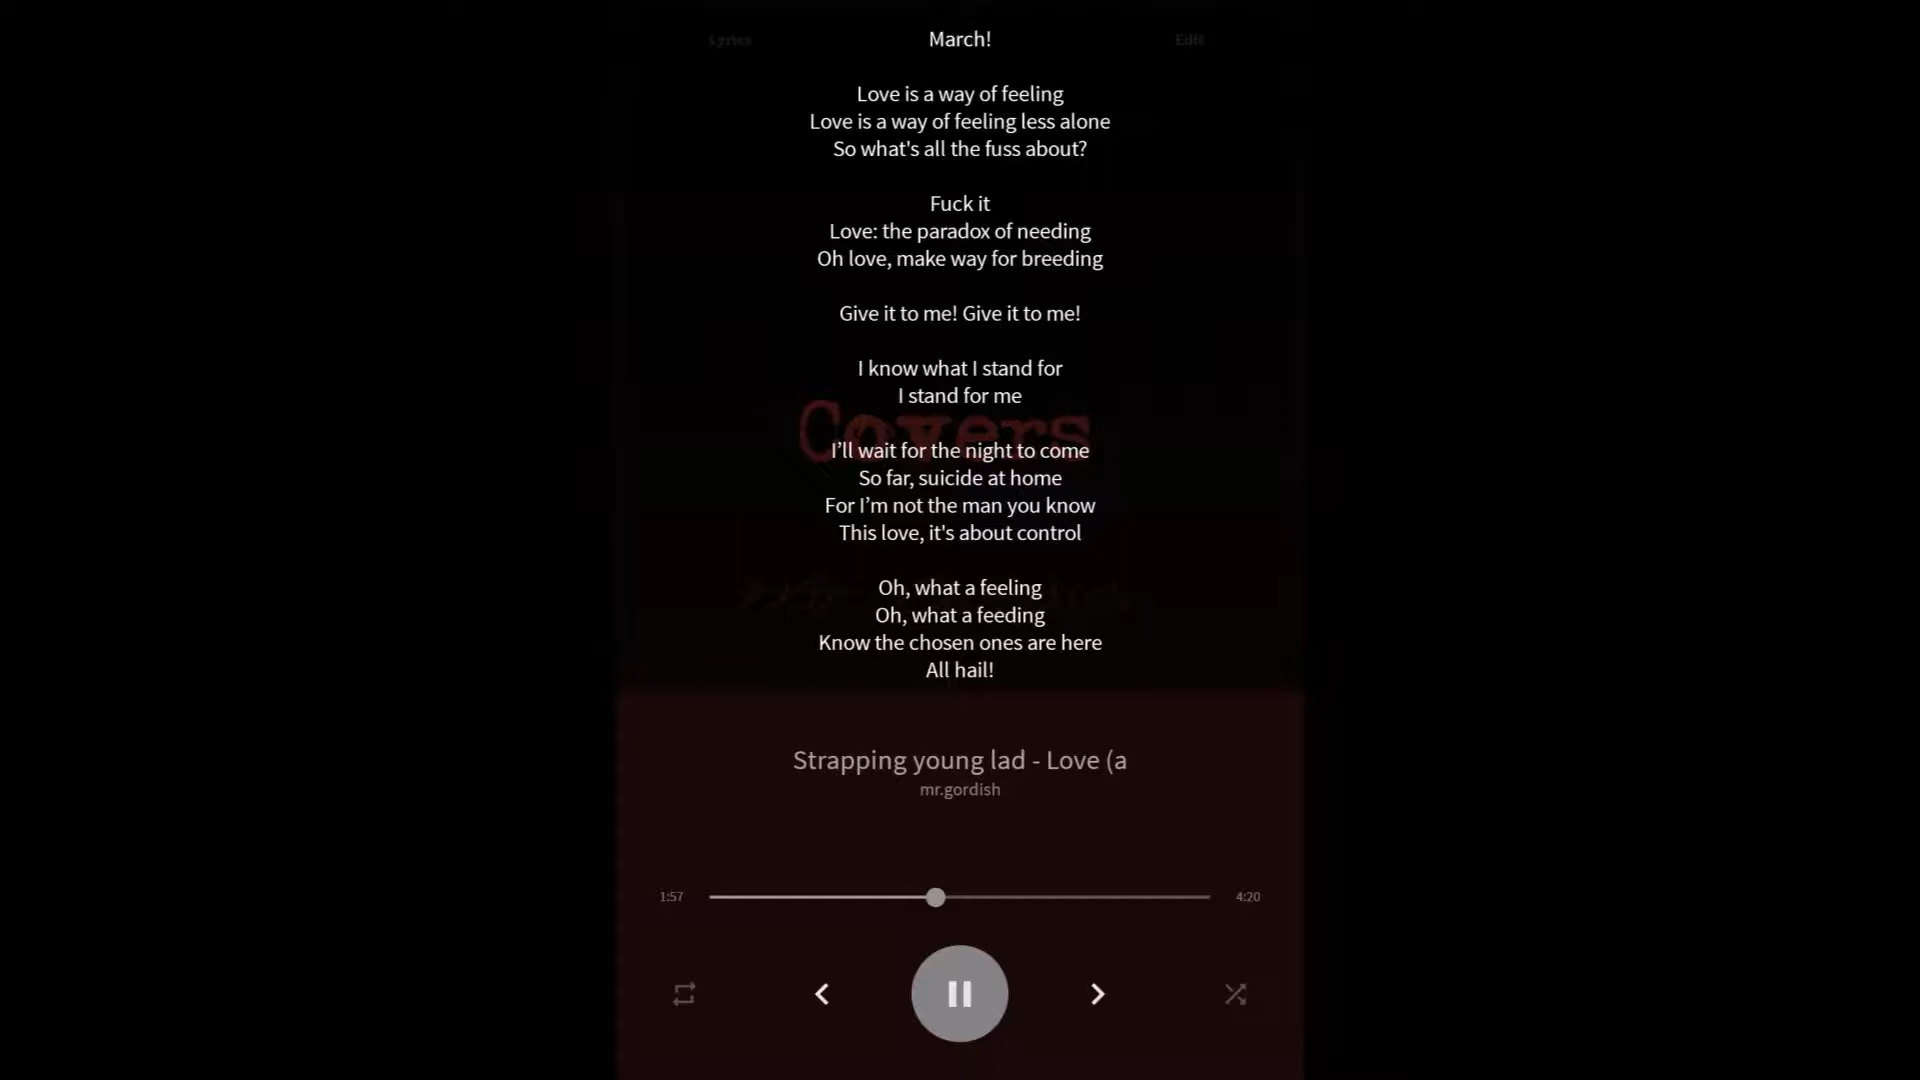 Lyrics
March!
Edit
Love is a way of feeling
Love is a way of feeling less alone
So what's all the fuss about?
Fuck it
Love: the paradox of needing
Oh love, make way for breeding
Give it to me! Give it to me!
I know what I stand for
I stand for me
Covers
I’ll wait for the night to come
So far, suicide at home
For I’m not the man you know
This love, it's about control
Oh, what a feeling
Oh, what a feeding
Know the chosen ones are here
All hail!
Strapping young lad - Love (a
mr.gordish
1:57
4:20